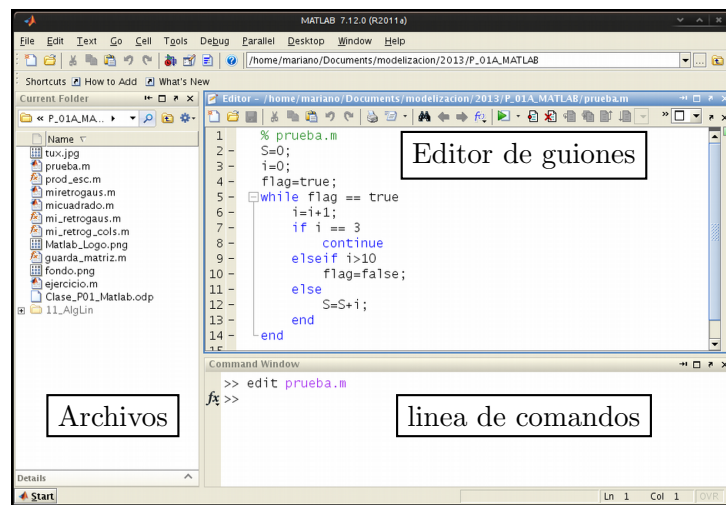 MATLAB 7.12.0 (R2011a)
File Edit Text Go Cell Tools Debug Parallel Desktop Window Help
/home/mariano/Documents/modelizacion/2013/P_01A_MATLAB
Shortcuts How to Add What's New
Current Folder
« P_01A_MA...
Name
tux.jpg
prueba.m
prod_esc.m
miretrogaus.m
micuadrado.m
mi_retrogaus.m
mi_retrog_cols.m
Matlab_Logo.png
guarda_matriz.m
fondo.png
ejercicio.m
Clase_P01_Matlab.odp
11_AlgLin
Archivos
Details
Editor - /home/mariano/Documents/modelizacion/2013/P_01A_MATLAB/prueba.m
Editor de guiones
1 % prueba.m
2 - S=0;
3 - i=0;
4 - flag=true;
5 - while flag == true
6 - i=i+1;
7 - if i == 3
8 - continue
9 - elseif i>10
10 - flag=false;
11 - else
12 - S=S+i;
13 - end
14 - end
15
Command Window
>> edit prueba.m
fx >>
linea de comandos
Start
Ln 1 Col 1 OVR